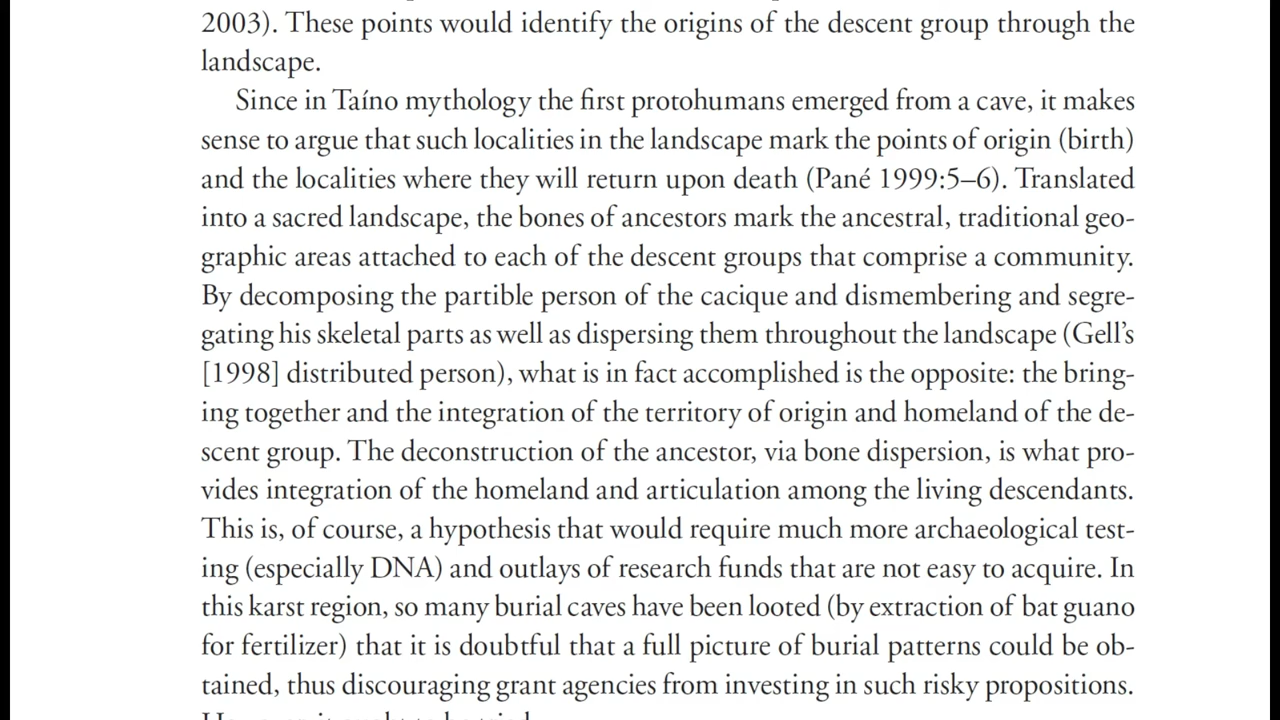 2003). These points would identify the origins of the descent group through the
landscape.
Since in Taíno mythology the first protohumans emerged from a cave, it makes
sense to argue that such localities in the landscape mark the points of origin (birth)
and the localities where they will return upon death (Pané 1999:5–6). Translated
into a sacred landscape, the bones of ancestors mark the ancestral, traditional geo-
graphic areas attached to each of the descent groups that comprise a community.
By decomposing the partible person of the cacique and dismembering and segre-
gating his skeletal parts as well as dispersing them throughout the landscape (Gell’s
[1998] distributed person), what is in fact accomplished is the opposite: the bring-
ing together and the integration of the territory of origin and homeland of the de-
scent group. The deconstruction of the ancestor, via bone dispersion, is what pro-
vides integration of the homeland and articulation among the living descendants.
This is, of course, a hypothesis that would require much more archaeological test-
ing (especially DNA) and outlays of research funds that are not easy to acquire. In
this karst region, so many burial caves have been looted (by extraction of bat guano
for fertilizer) that it is doubtful that a full picture of burial patterns could be ob-
tained, thus discouraging grant agencies from investing in such risky propositions.